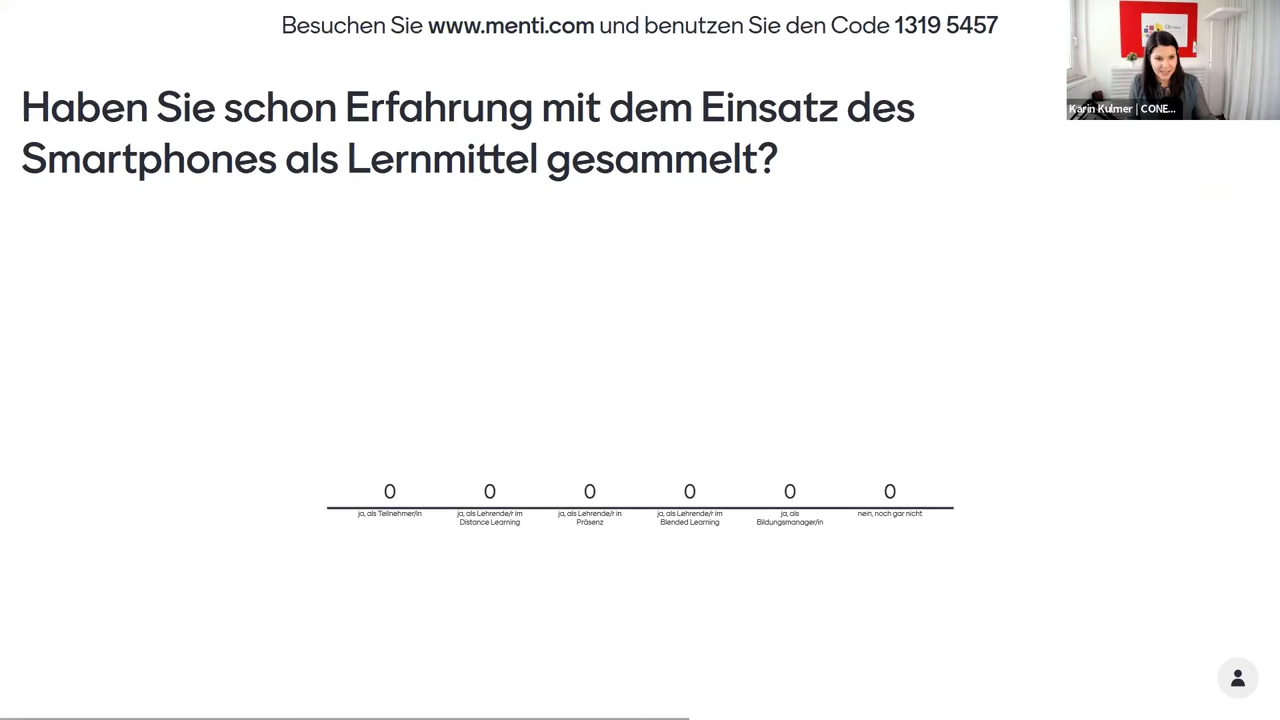 Besuchen Sie www.menti.com und benutzen Sie den Code 1319 5457
Haben Sie schon Erfahrung mit dem Einsatz des
Smartphones als Lernmittel gesammelt?
Karin Kulmer | CONE...
0 0 0 0 0 0
ja, als Teilnehmer/in
ja, als Lehrende/r im
Distance Learning
ja, als Lehrende/r in
Präsenz
ja, als Lehrende/r im
Blended Learning
ja, als
Bildungsmanager/in
nein, noch gar nicht